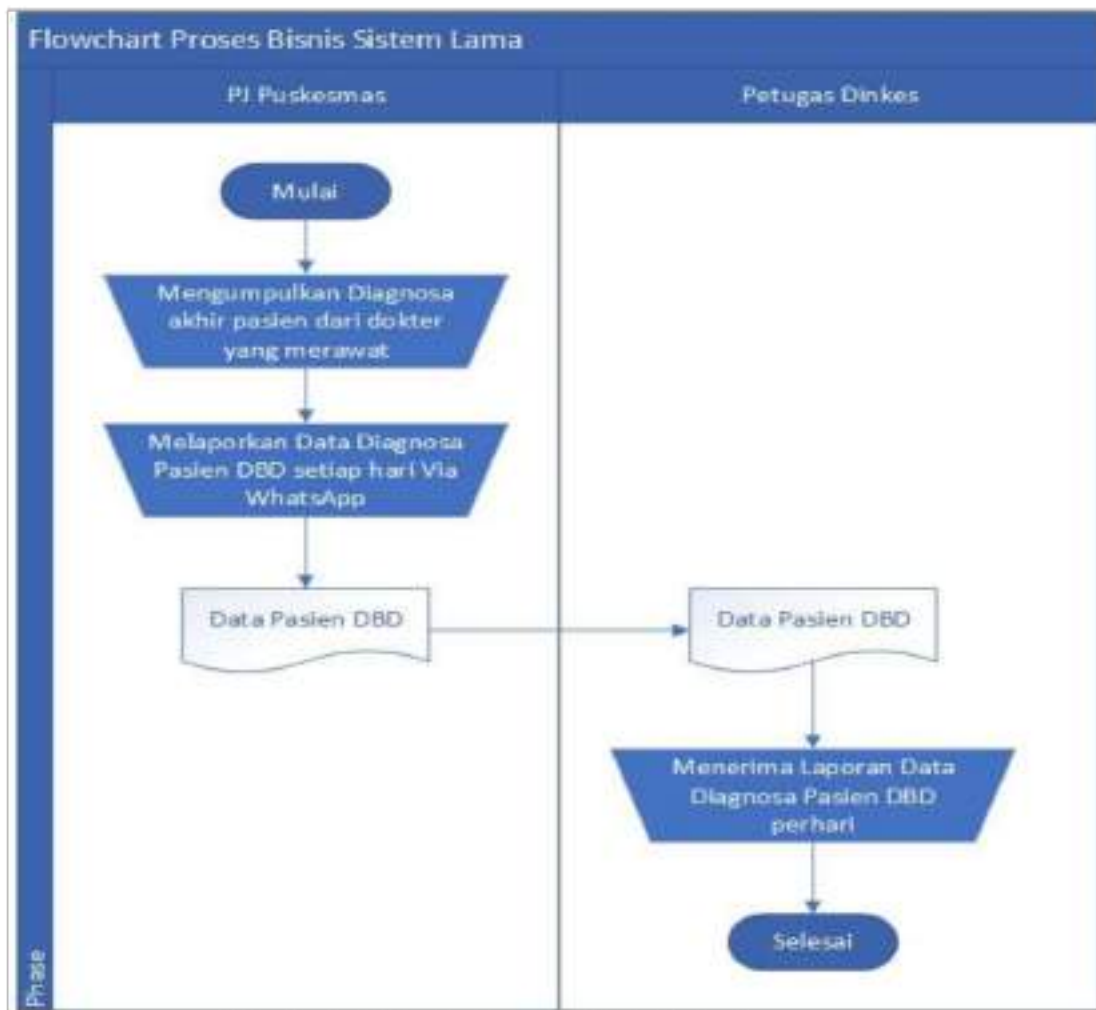 Flowchart Proses Bisnis Sistem Lama
PJ Puskesmas
Petugas Dinkes
Mulai
Mengumpulkan Diagnosa
akhir pasien dari dokter
yang merawat
Melaporkan Data Diagnosa
Pasien DBD setiap hari Via
WhatsApp
Data Pasien DBD
Data Pasien DBD
Menerima Laporan Data
Diagnosa Pasien DBD
perhari
Selesai
Phase